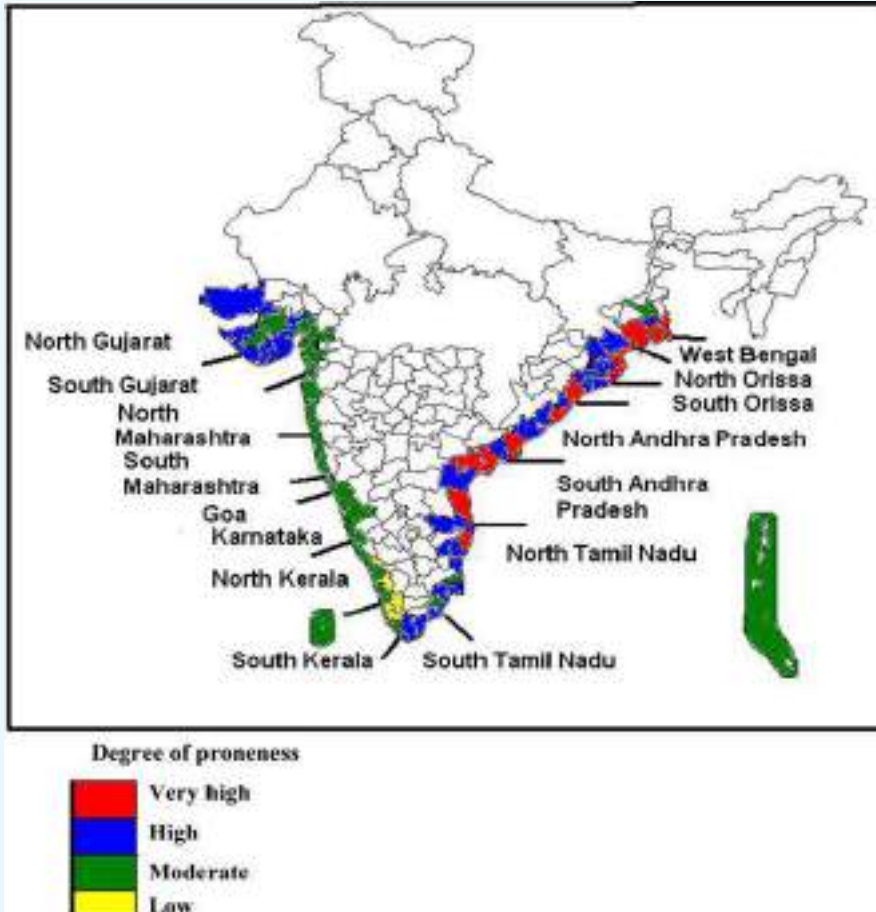 North Gujarat
South Gujarat
North
Maharashtra
South
Maharashtra
Goa
Karnataka
North Kerala
South Kerala
South Tamil Nadu
West Bengal
North Orissa
South Orissa
North Andhra Pradesh
South Andhra
Pradesh
North Tamil Nadu
Degree of proneness
Very high
High
Moderate
Low